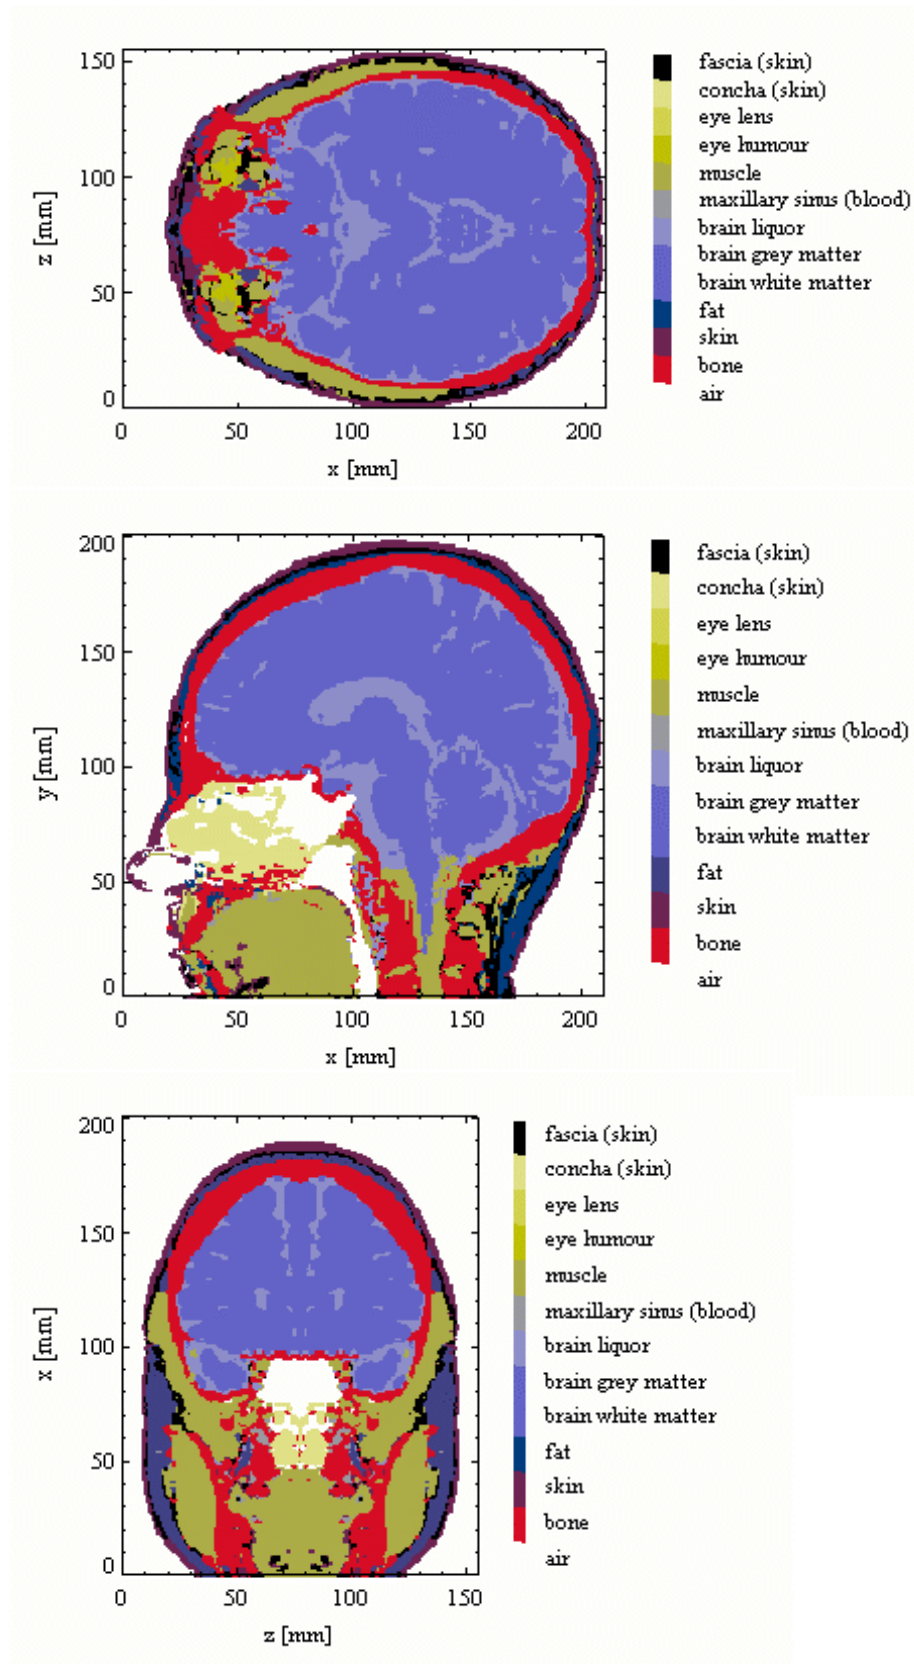 150
100
50
0
z [mm]
0 50 100 150 200
x [mm]
fascia (skin)
concha (skin)
eye lens
eye humour
muscle
maxillary sinus (blood)
brain liquor
brain grey matter
brain white matter
fat
skin
bone
air
200
150
100
50
0
y [mm]
0 50 100 150 200
x [mm]
fascia (skin)
concha (skin)
eye lens
eye humour
muscle
maxillary sinus (blood)
brain liquor
brain grey matter
brain white matter
fat
skin
bone
air
200
150
100
50
0
x [mm]
0 50 100 150
z [mm]
fascia (skin)
concha (skin)
eye lens
eye humour
muscle
maxillary sinus (blood)
brain liquor
brain grey matter
brain white matter
fat
skin
bone
air